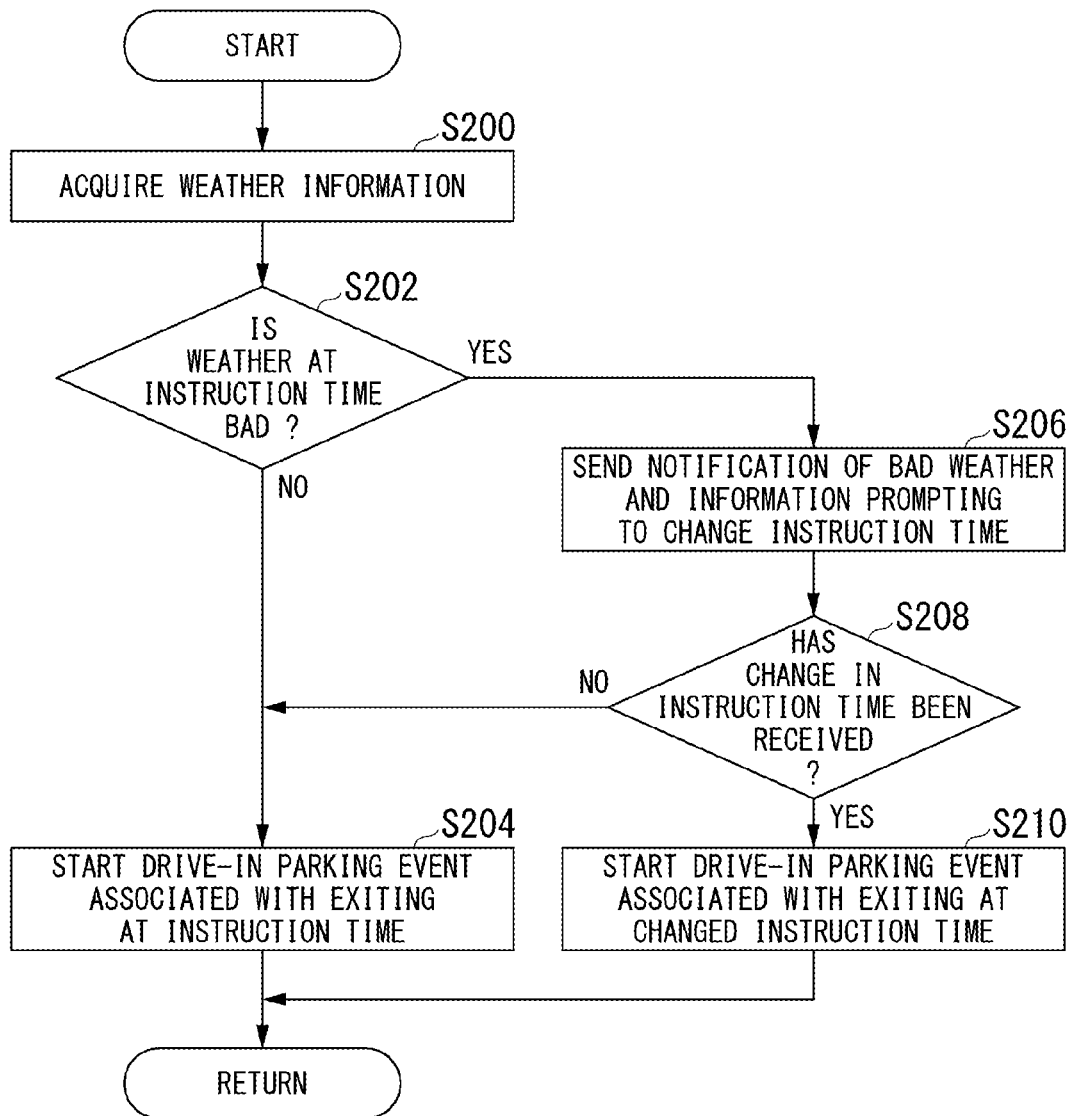 START
S200
ACQUIRE WEATHER INFORMATION
S202
IS
WEATHER AT
INSTRUCTION TIME
BAD ?
YES
NO
S206
SEND NOTIFICATION OF BAD WEATHER
AND INFORMATION PROMPTING
TO CHANGE INSTRUCTION TIME
S208
HAS
CHANGE IN
INSTRUCTION TIME BEEN
RECEIVED
?
NO
YES
S204
START DRIVE-IN PARKING EVENT
ASSOCIATED WITH EXITING
AT INSTRUCTION TIME
S210
START DRIVE-IN PARKING EVENT
ASSOCIATED WITH EXITING AT
CHANGED INSTRUCTION TIME
RETURN